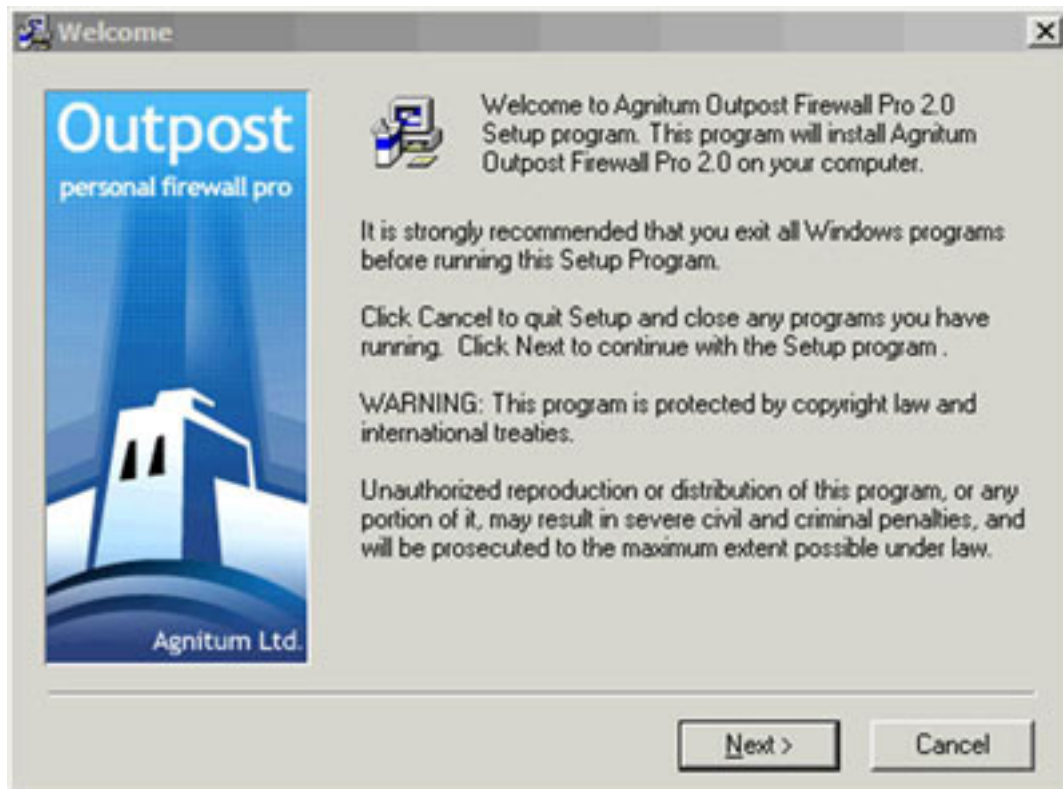 Welcome
Outpost
personal firewall pro
Agnitum Ltd.
Welcome to Agnitum Outpost Firewall Pro 2.0
Setup program. This program will install Agnitum
Outpost Firewall Pro 2.0 on your computer.
It is strongly recommended that you exit all Windows programs
before running this Setup Program.
Click Cancel to quit Setup and close any programs you have
running.  Click Next to continue with the Setup program .
WARNING: This program is protected by copyright law and
international treaties.
Unauthorized reproduction or distribution of this program, or any
portion of it, may result in severe civil and criminal penalties, and
will be prosecuted to the maximum extent possible under law.
Next >
Cancel